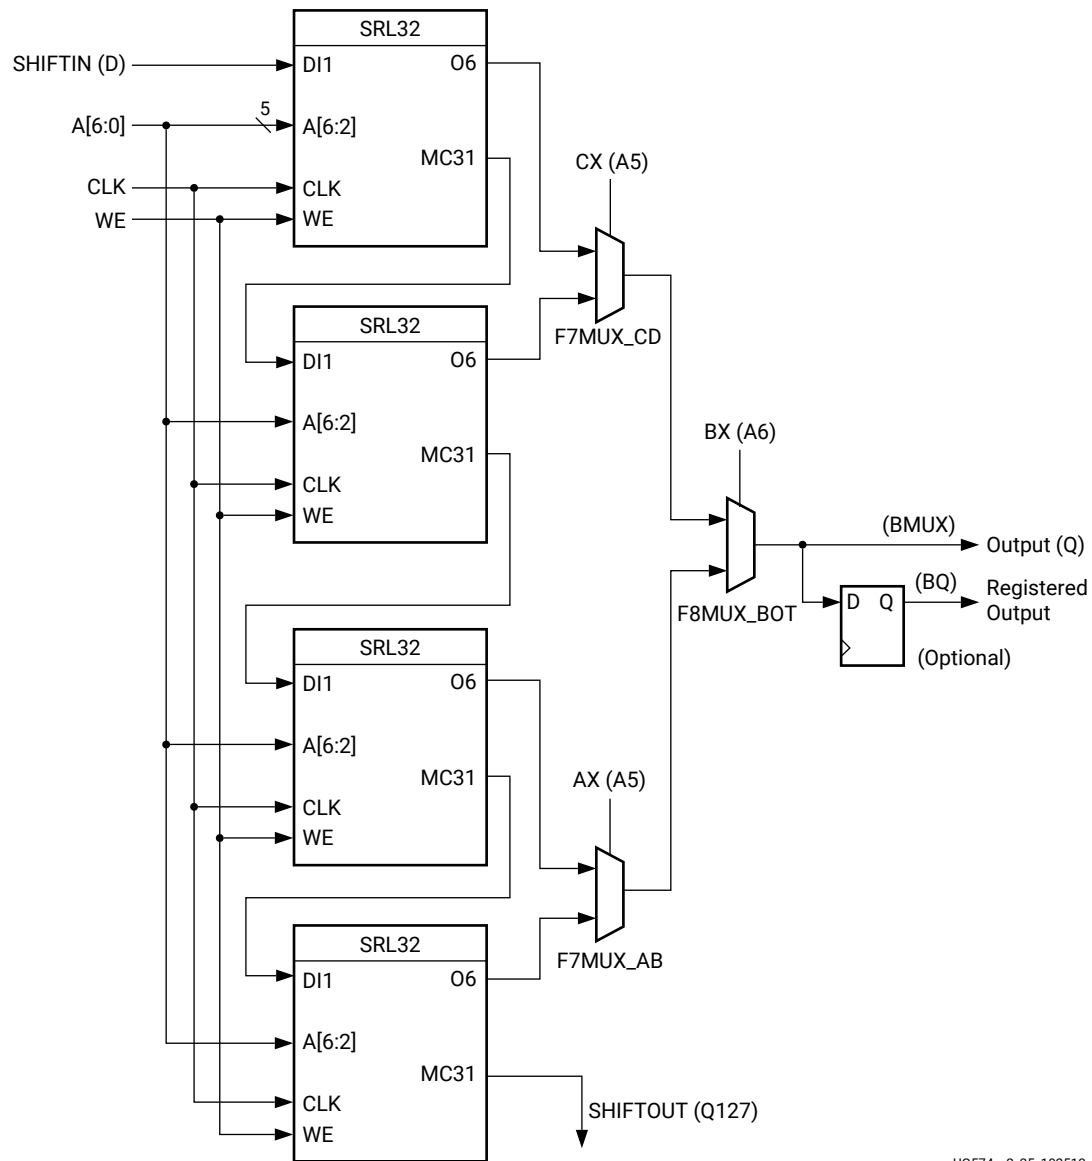 SRL32
SHIFTIN (D)
DI1
O6
A[6:0]
5
A[6:2]
MC31
CX (A5)
CLK
CLK
WE
WE
F7MUX_CD
SRL32
DI1
O6
A[6:2]
MC31
BX (A6)
CLK
WE
(BMUX)
Output (Q)
F8MUX_BOT
D
Q
(BQ)
Registered
Output
(Optional)
SRL32
DI1
O6
A[6:2]
MC31
AX (A5)
CLK
WE
F7MUX_AB
SRL32
DI1
O6
A[6:2]
MC31
CLK
SHIFTOUT (Q127)
WE